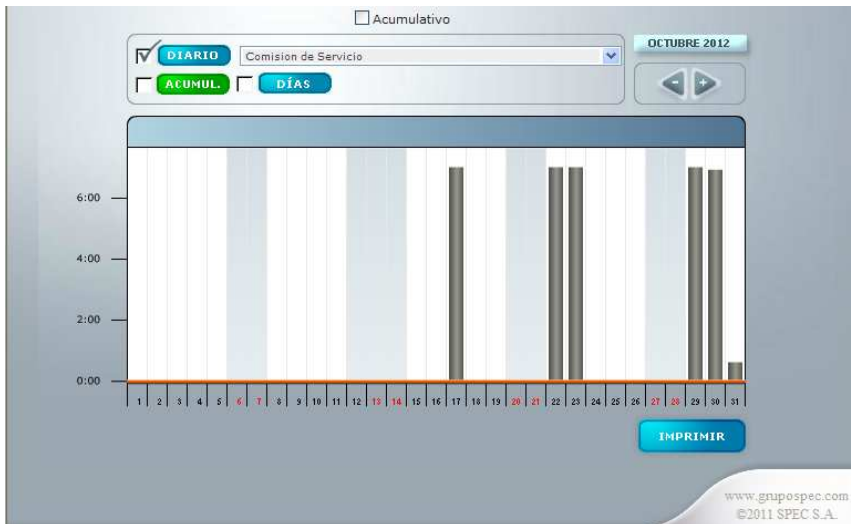 Acumulativo
DIARIO Comision de Servicio OCTUBRE 2012
ACUMUL. DÍAS - +
6:00
4:00
2:00
0:00
1 2 3 4 5 6 7 8 9 10 11 12 13 14 15 16 17 18 19 20 21 22 23 24 25 26 27 28 29 30 31
IMPRIMIR
www.grupospec.com
©2011 SPEC S.A.